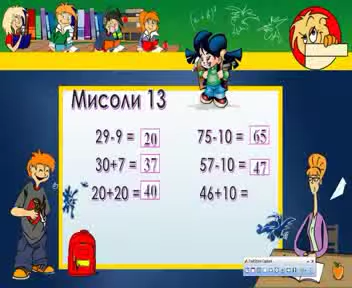 Мисоли 13
29-9 = 20 75-10 = 65
30+7 = 37 57-10 = 47
20+20 = 40 46+10 =